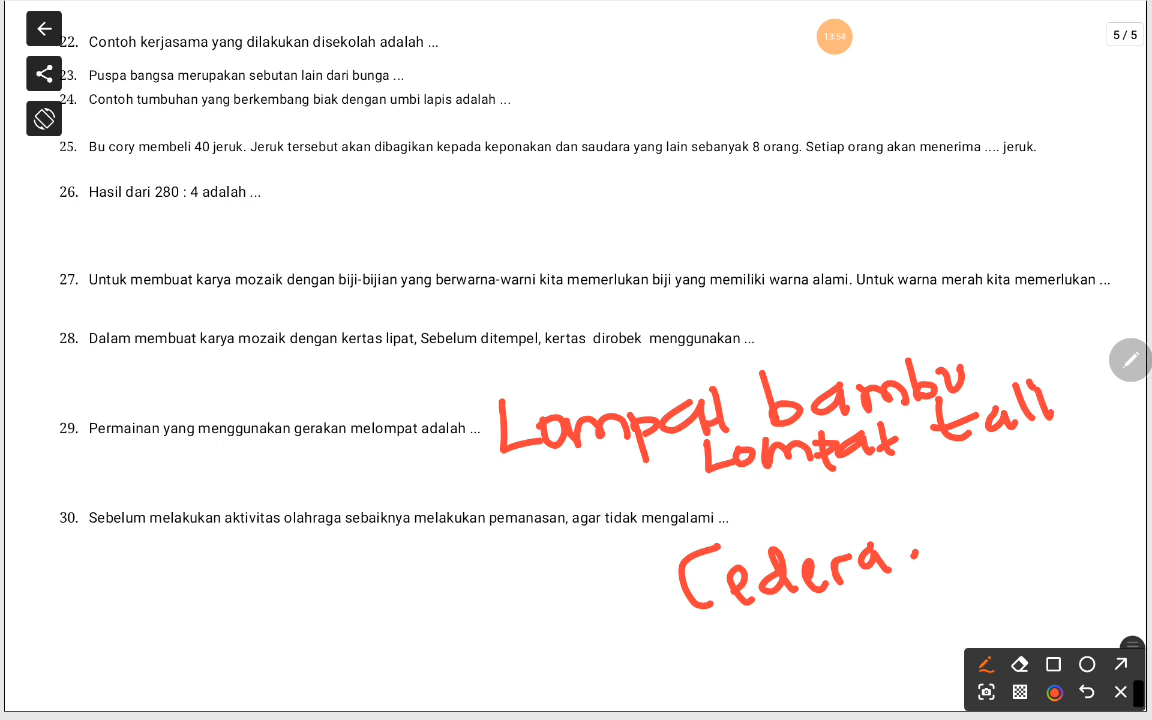 22. Contoh kerjasama yang dilakukan disekolah adalah ...
13:54
5 / 5
23. Puspa bangsa merupakan sebutan lain dari bunga ...
24. Contoh tumbuhan yang berkembang biak dengan umbi lapis adalah ...
25. Bu cory membeli 40 jeruk. Jeruk tersebut akan dibagikan kepada keponakan dan saudara yang lain sebanyak 8 orang. Setiap orang akan menerima .... jeruk.
26. Hasil dari 280 : 4 adalah ...
27. Untuk membuat karya mozaik dengan biji-bijian yang berwarna-warni kita memerlukan biji yang memiliki warna alami. Untuk warna merah kita memerlukan ...
28. Dalam membuat karya mozaik dengan kertas lipat, Sebelum ditempel, kertas dirobek menggunakan ...
29. Permainan yang menggunakan gerakan melompat adalah ...
bambu
Lompat tali
30. Sebelum melakukan aktivitas olahraga sebaiknya melakukan pemanasan, agar tidak mengalami ...
Cedera.